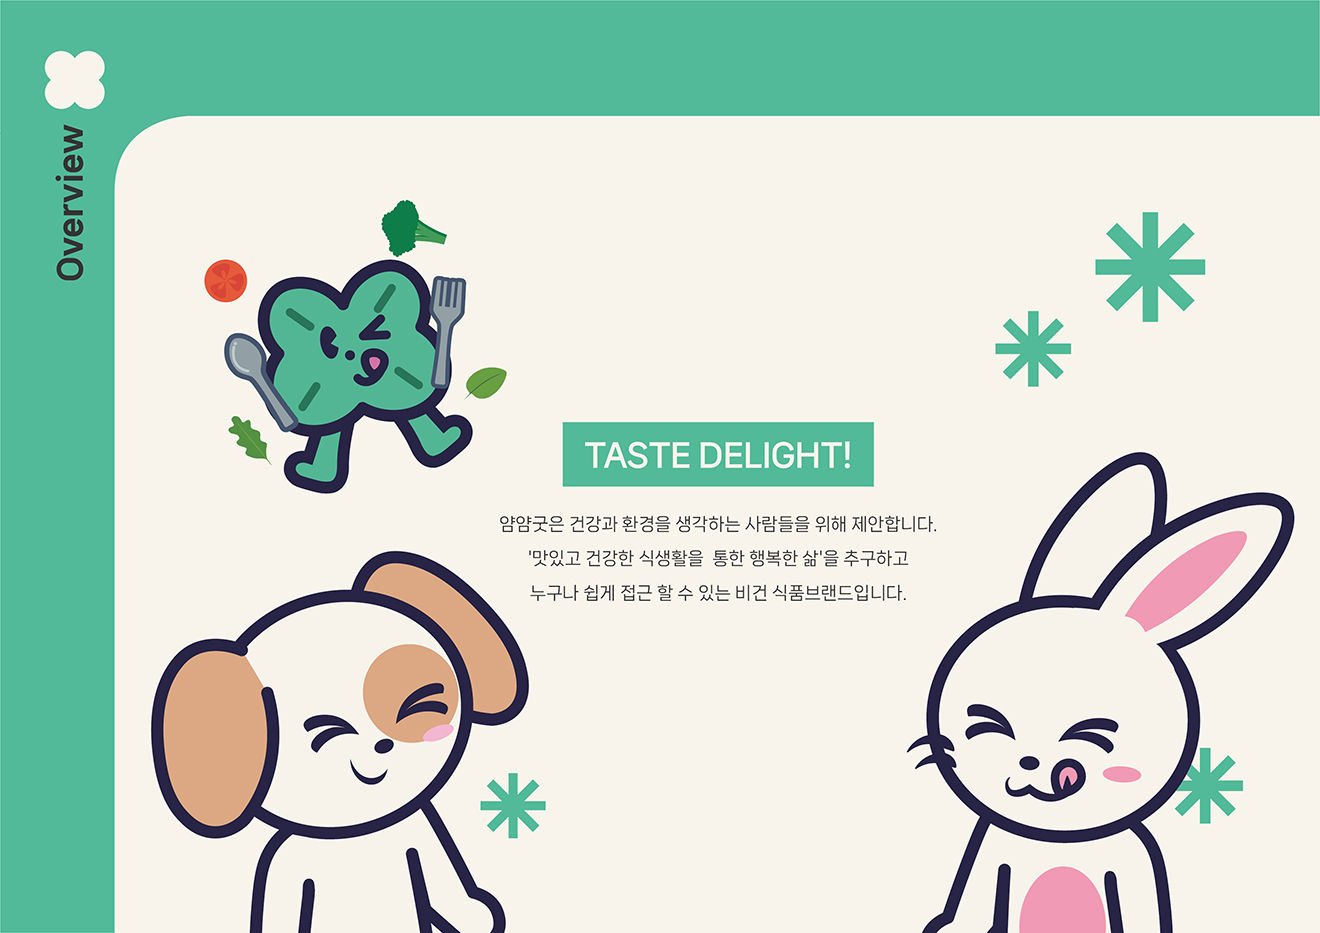 Overview
TASTE DELIGHT!
얌얌굿은 건강과 환경을 생각하는 사람들을 위해 제안합니다.
'맛있고 건강한 식생활을 통한 행복한 삶'을 추구하고
누구나 쉽게 접근 할 수 있는 비건 식품브랜드입니다.